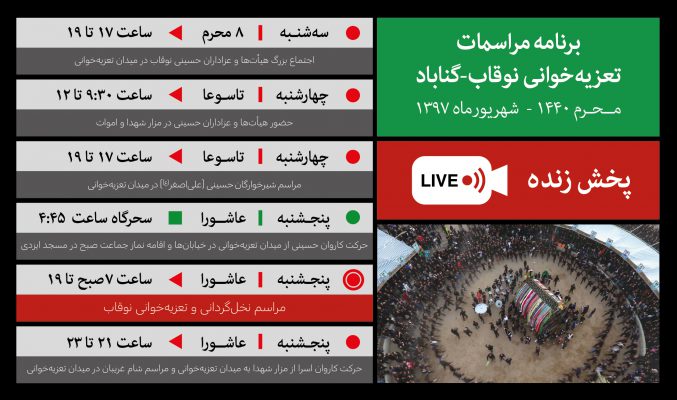 برنامه مراسمات
تعزیه‌خوانی نوقاب-گناباد
محرم ۱۴۴۰ - شهریور ماه ۱۳۹۷
پخش زنده
LIVE
سه‌شنبه | ۸ محرم ساعت ۱۷ تا ۱۹
اجتماع بزرگ هیأت‌ها و عزاداران حسینی نوقاب در میدان تعزیه‌خوانی
چهارشنبه | تاسوعا ساعت ۹:۳۰ تا ۱۲
حضور هیأت‌ها و عزاداران حسینی در مزار شهدا و اموات
چهارشنبه | تاسوعا ساعت ۱۷ تا ۱۹
مراسم شیرخوارگان حسینی (علی‌اصغر(ع)) در میدان تعزیه‌خوانی
پنجشنبه | عاشورا سحرگاه ساعت ۴:۴۵
حرکت کاروان حسینی از میدان تعزیه‌خوانی در خیابان‌ها و اقامه نماز جماعت صبح در مسجد ایزدی
پنجشنبه | عاشورا ساعت ۷صبح تا ۱۹
مراسم نخل‌گردانی و تعزیه‌خوانی نوقاب
پنجشنبه | عاشورا ساعت ۲۱ تا ۲۳
حرکت کاروان اسرا از مزار شهدا به میدان تعزیه‌خوانی و مراسم شام غریبان در میدان تعزیه‌خوانی